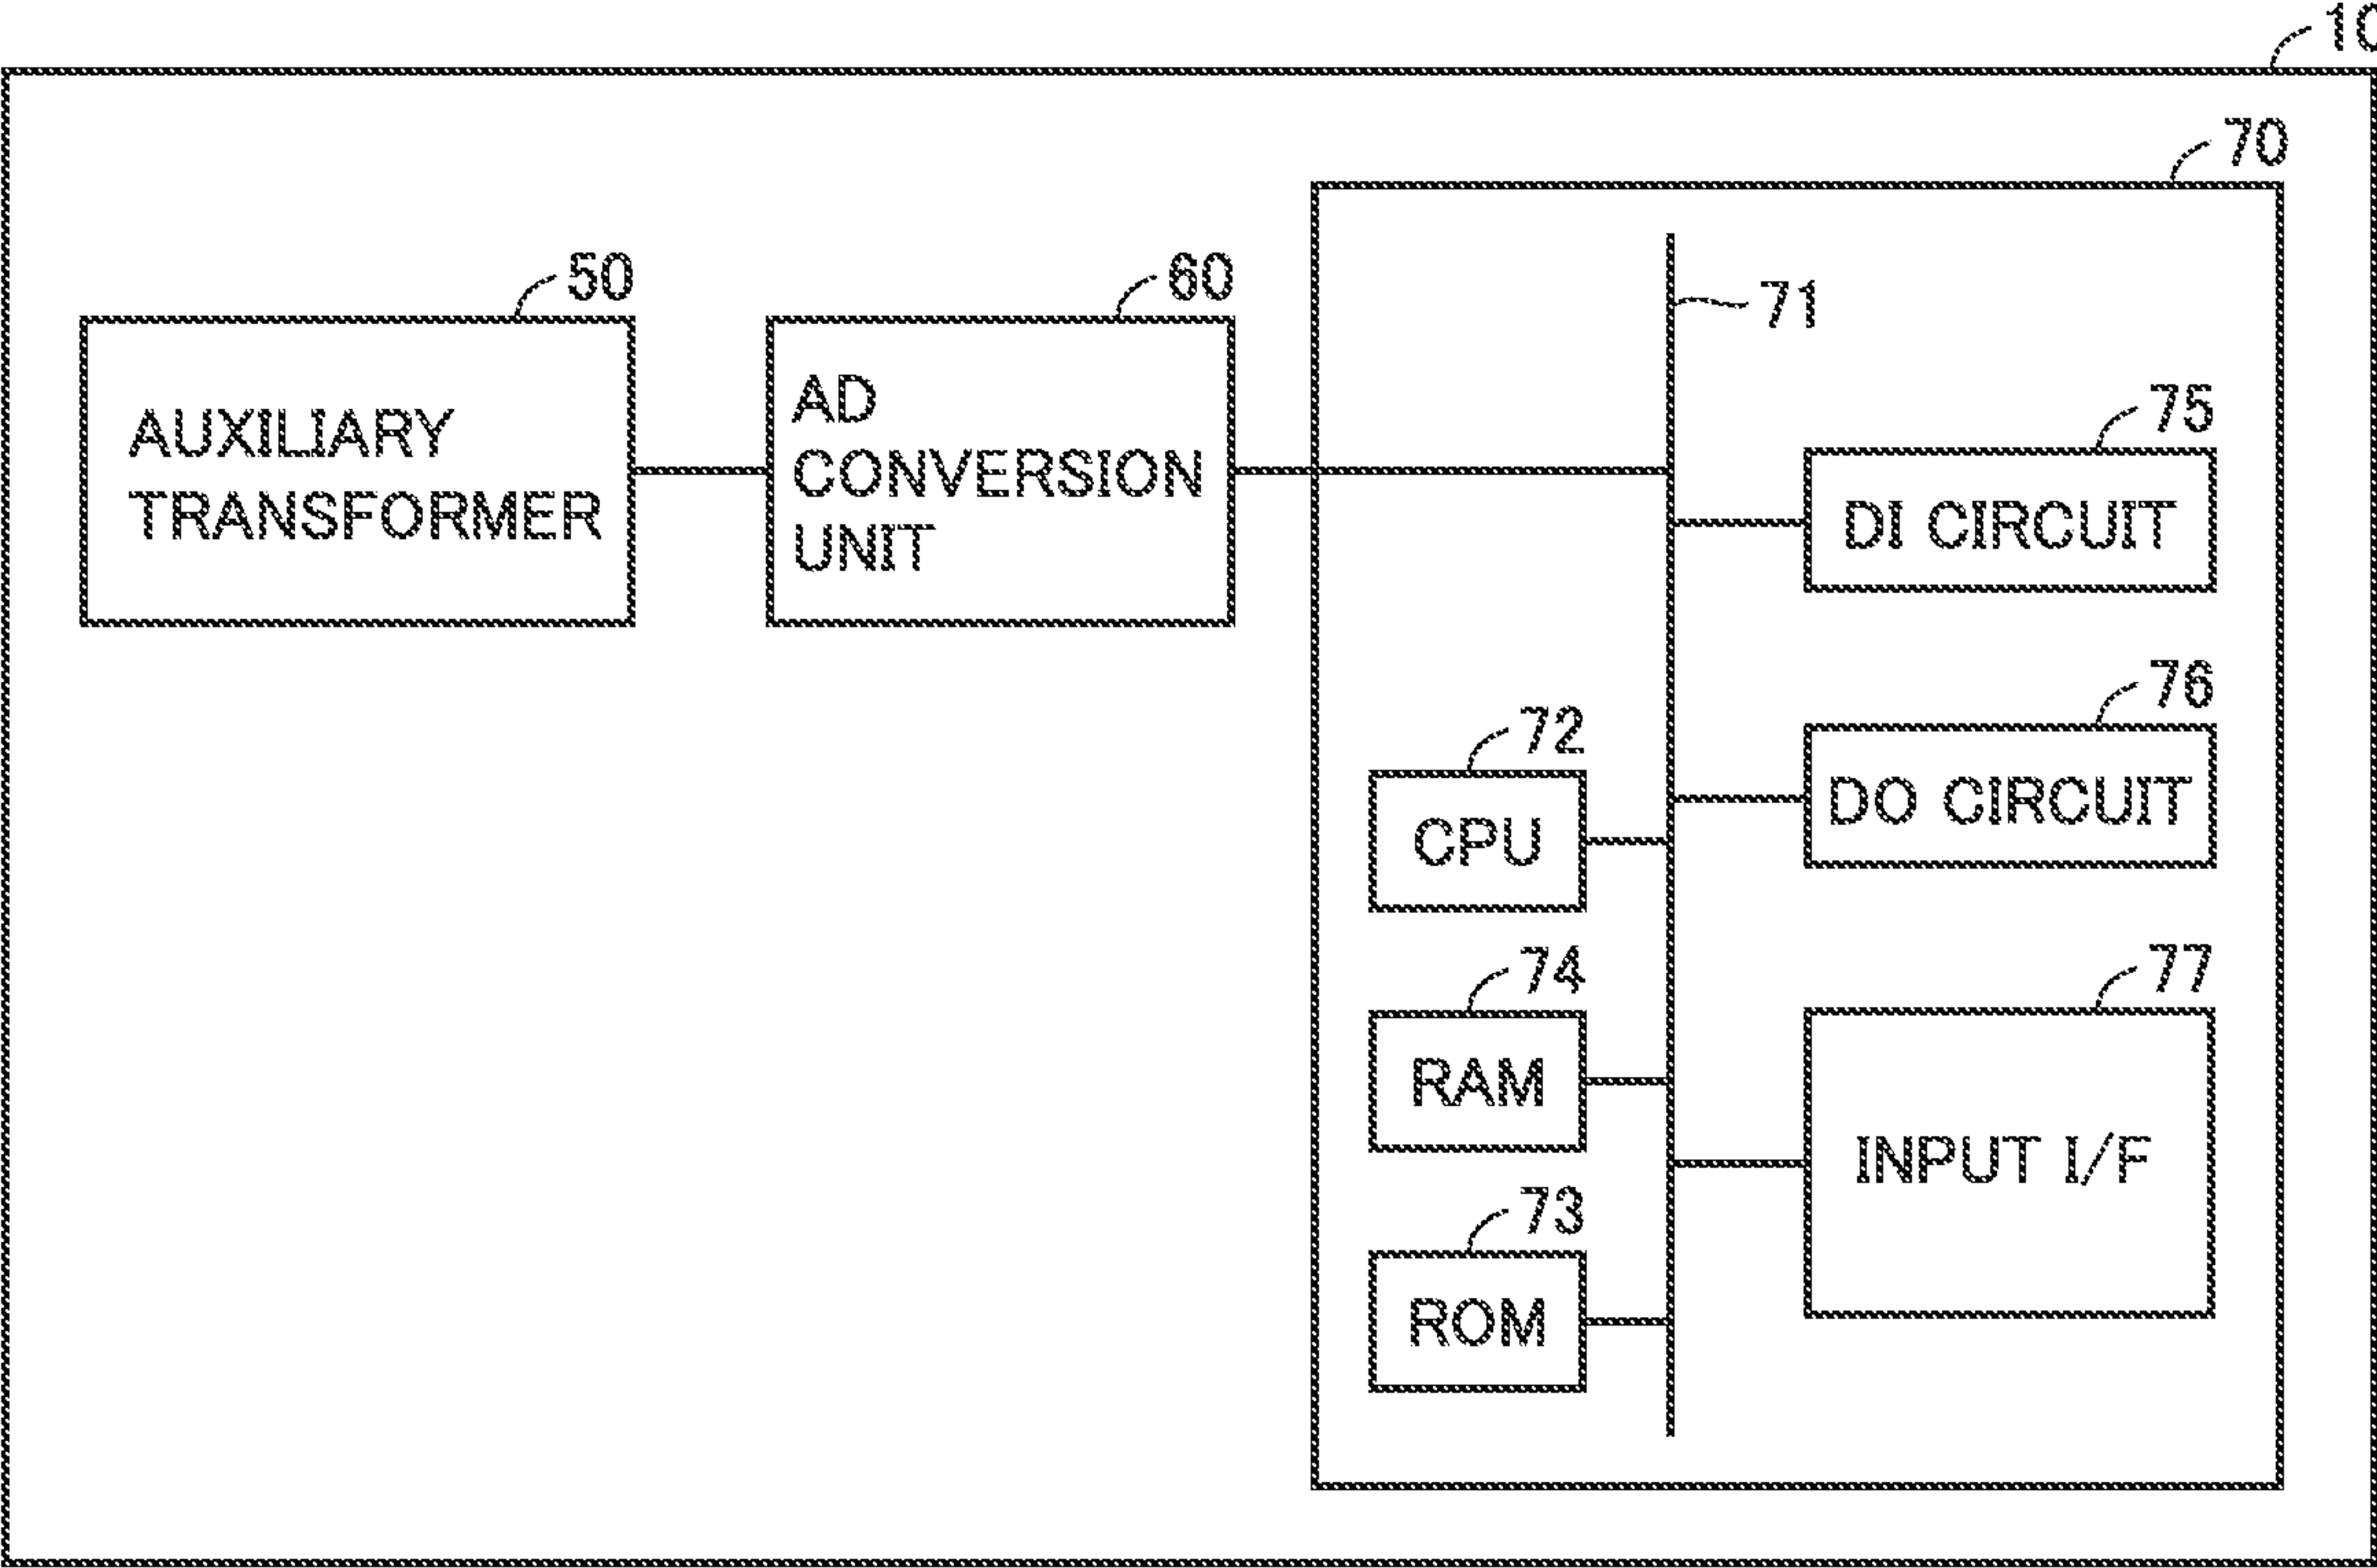 10
70
50
60
71
AUXILIARY
TRANSFORMER
AD
CONVERSION
UNIT
75
DI CIRCUIT
76
DO CIRCUIT
72
CPU
74
RAM
77
INPUT I/F
73
ROM